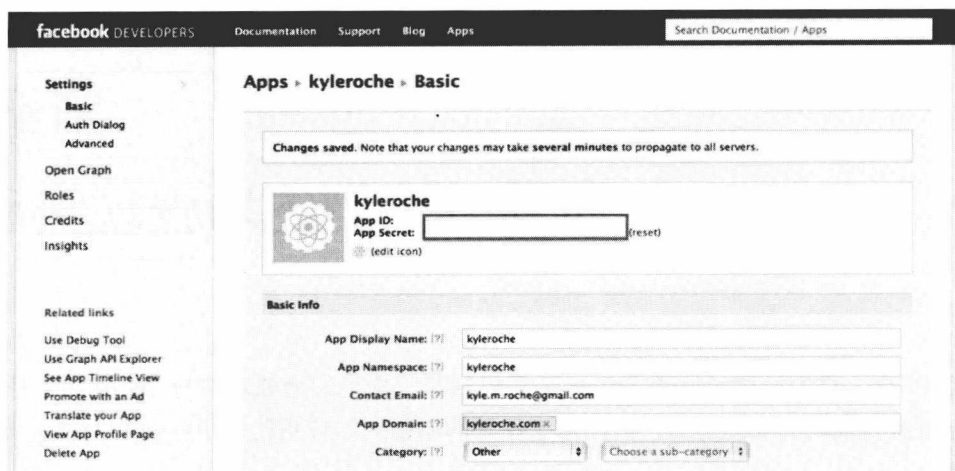 facebook DEVELOPERS
Documentation Support Blog Apps
Search Documentation / Apps
Settings
Basic
Auth Dialog
Advanced
Open Graph
Roles
Credits
Insights
Related links
Use Debug Tool
Use Graph API Explorer
See App Timeline View
Promote with an Ad
Translate your App
View App Profile Page
Delete App
Apps ▸ kyleroche ▸ Basic
Changes saved. Note that your changes may take several minutes to propagate to all servers.
kyleroche
App ID:
App Secret: (reset)
(edit icon)
Basic Info
App Display Name: [?] kyleroche
App Namespace: [?] kyleroche
Contact Email: [?] kyle.m.roche@gmail.com
App Domain: [?] kyleroche.com ×
Category: [?] Other Choose a sub-category